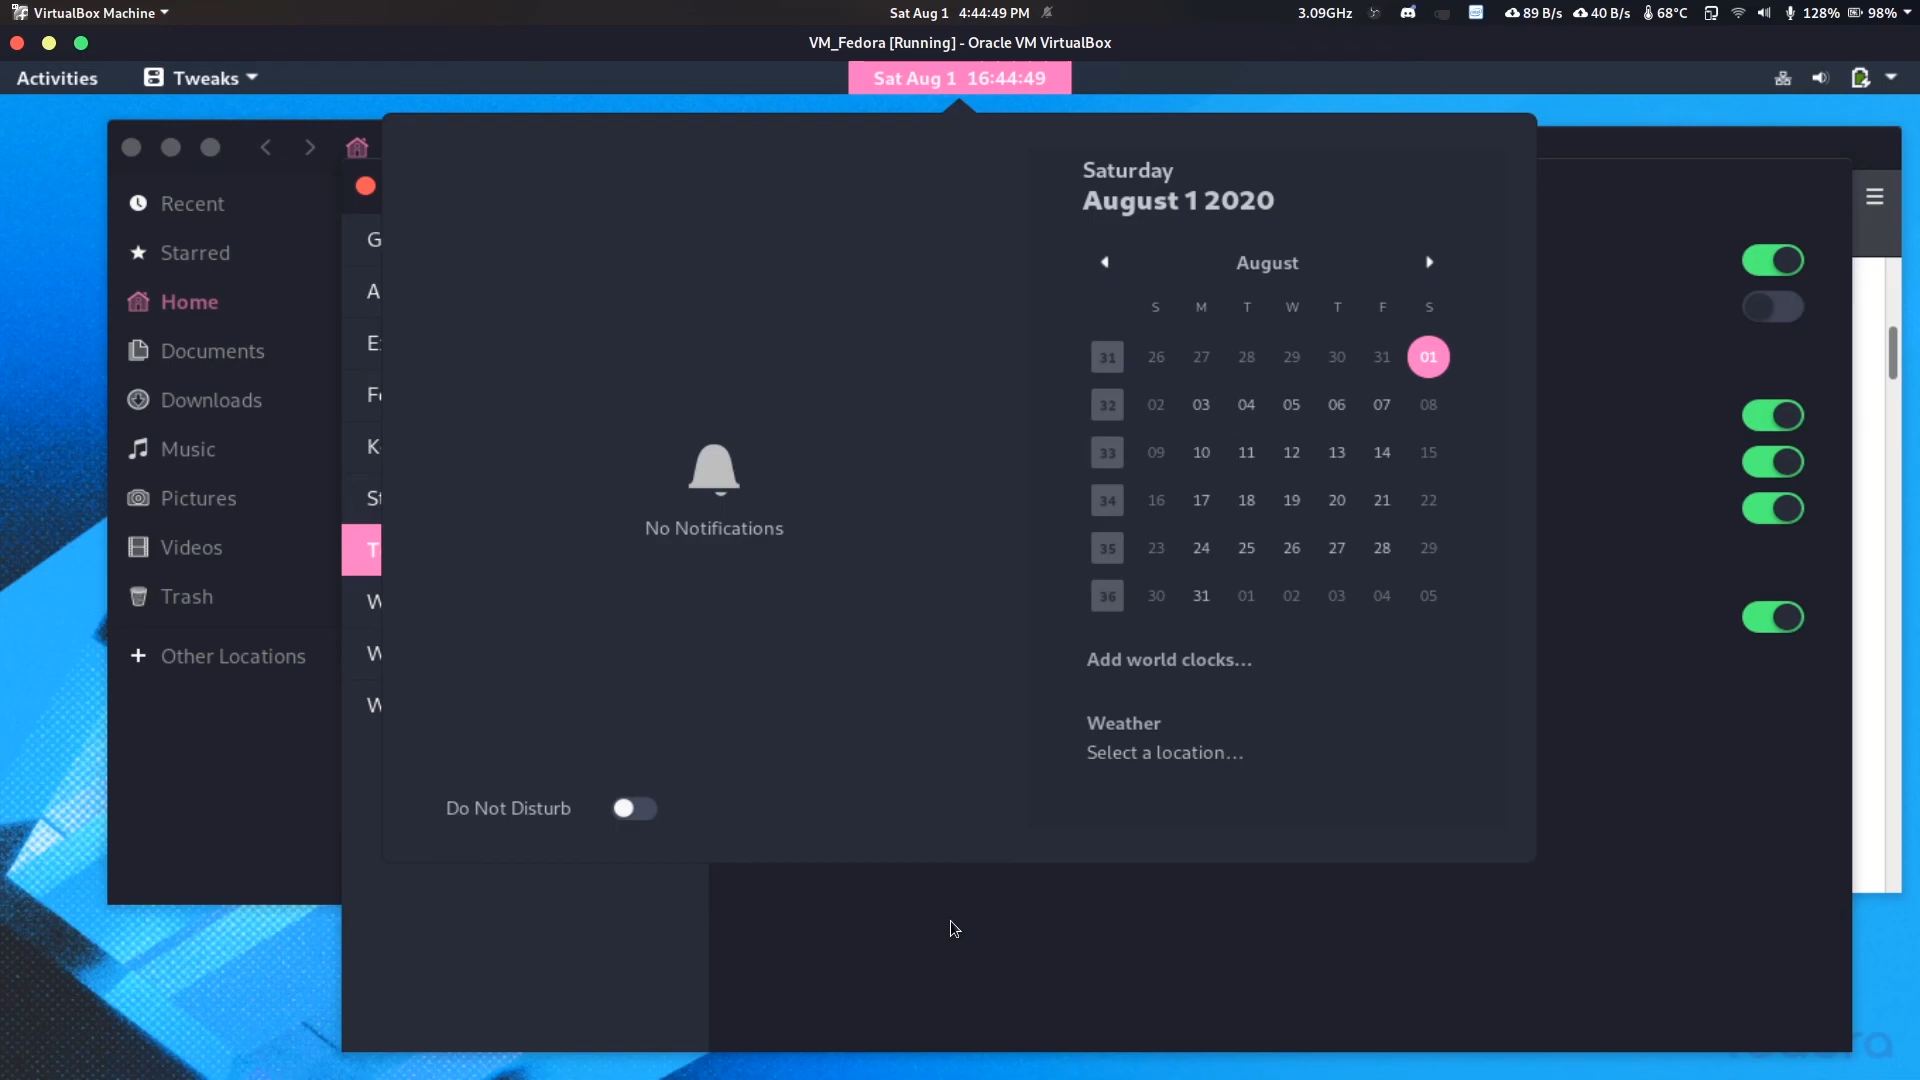 VirtualBox Machine
Sat Aug 1 4:44:49 PM
3.09GHz
89 B/s
40 B/s
68°C
128%
98%
VM_Fedora [Running] - Oracle VM VirtualBox
Activities
Tweaks
Sat Aug 1 16:44:49
Recent
Starred
Home
Documents
Downloads
Music
Pictures
Videos
Trash
Other Locations
G
A
K
T
W
W
W
No Notifications
Do Not Disturb
Saturday
August 1 2020
August
S M T W T F S
31 26 27 28 29 30 31 01
32 02 03 04 05 06 07 08
33 09 10 11 12 13 14 15
34 16 17 18 19 20 21 22
35 23 24 25 26 27 28 29
36 30 31 01 02 03 04 05
Add world clocks...
Weather
Select a location...